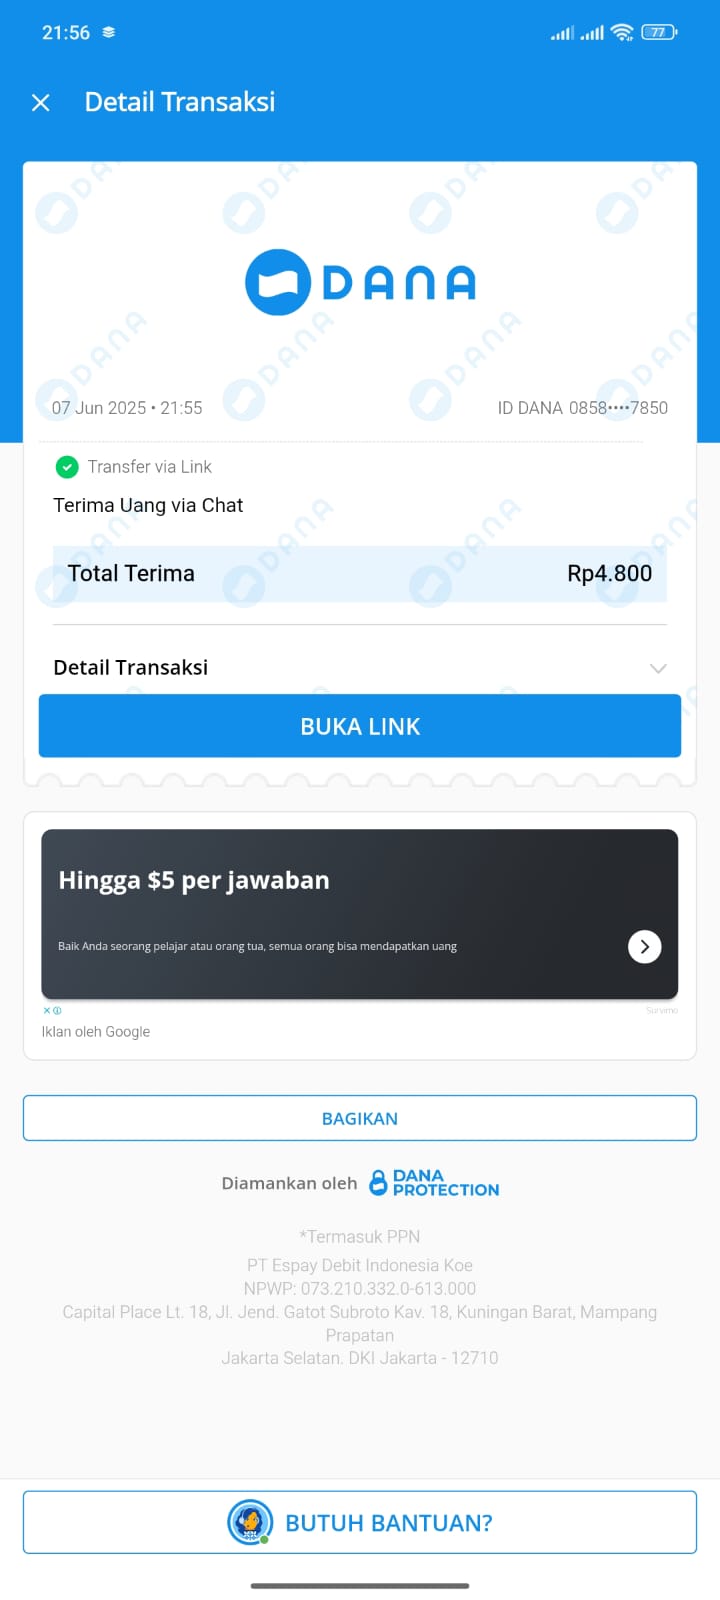 21:56
77
Detail Transaksi
DANA
07 Jun 2025 • 21:55
ID DANA 0858••••7850
Transfer via Link
Terima Uang via Chat
Total Terima
Rp4.800
Detail Transaksi
BUKA LINK
Hingga $5 per jawaban
Baik Anda seorang pelajar atau orang tua, semua orang bisa mendapatkan uang
Survimo
Iklan oleh Google
BAGIKAN
Diamankan oleh DANA PROTECTION
*Termasuk PPN
PT Espay Debit Indonesia Koe
NPWP: 073.210.332.0-613.000
Capital Place Lt. 18, Jl. Jend. Gatot Subroto Kav. 18, Kuningan Barat, Mampang
Prapatan
Jakarta Selatan. DKI Jakarta - 12710
BUTUH BANTUAN?